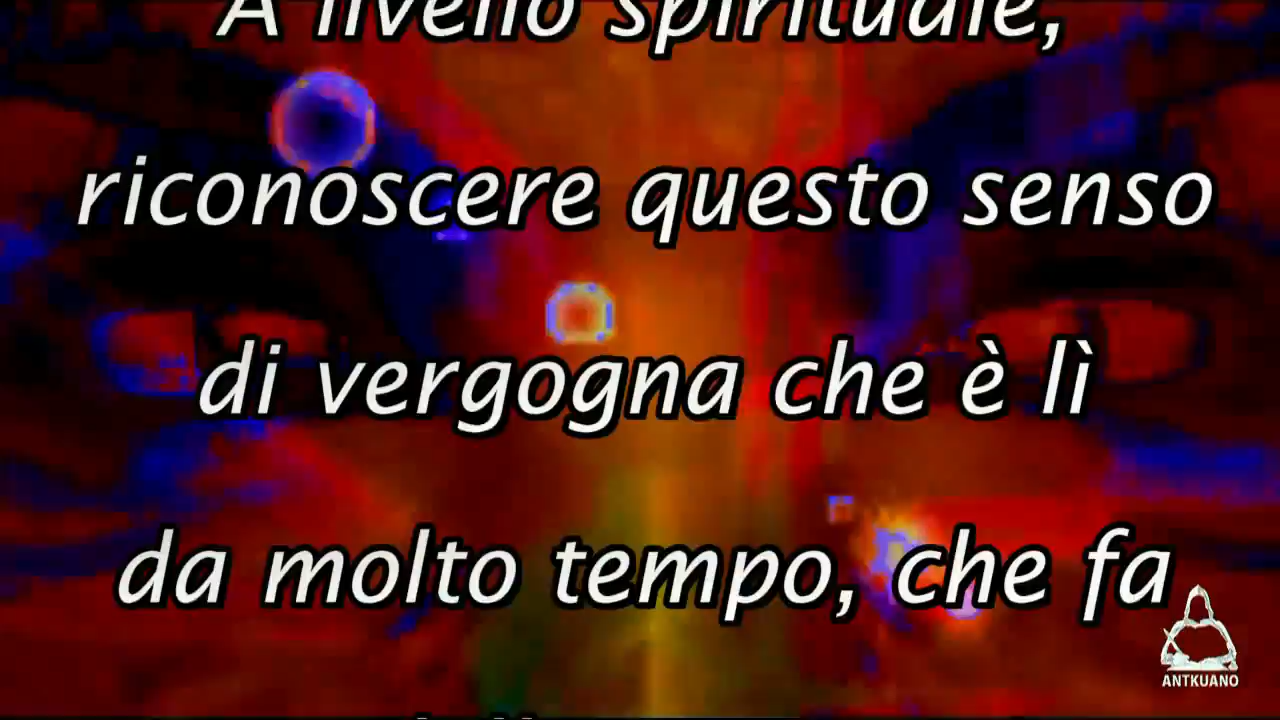 A livello spirituale,
riconoscere questo senso
di vergogna che è lì
da molto tempo, che fa
ANTKUANO